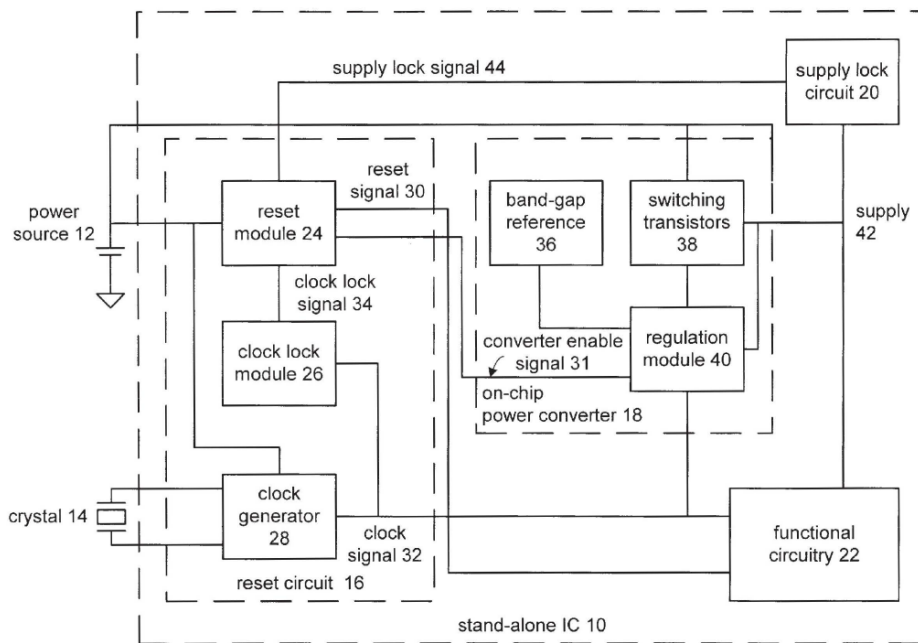 supply lock signal 44
supply lock
circuit 20
reset
signal 30
power
source 12
reset
module 24
band-gap
reference
36
switching
transistors
38
supply
42
clock lock
signal 34
clock lock
module 26
converter enable
signal 31
regulation
module 40
on-chip
power converter 18
crystal 14
clock
generator
28
clock
signal 32
functional
circuitry 22
reset circuit 16
stand-alone IC 10